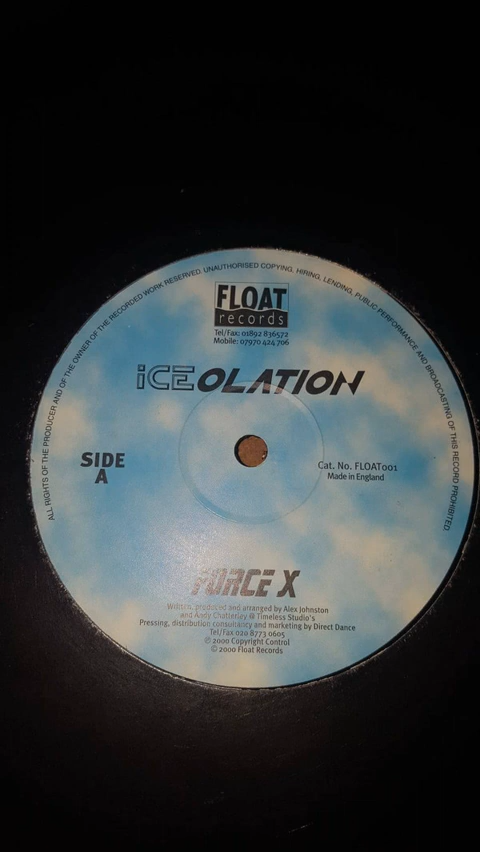 ALL RIGHTS OF THE PRODUCER AND OF THE OWNER OF THE RECORDED WORK RESERVED. UNAUTHORISED COPYING, HIRING, LENDING, PUBLIC PERFORMANCE AND BROADCASTING OF THIS RECORD PROHIBITED
FLOAT
records
Tel/Fax: 01892 836572
Mobile: 07970 424 706
iCEOLATION
SIDE
A
Cat. No. FLOAT001
Made in England
FORCE X
Written, produced and arranged by Alex Johnston
and Andy Chatterley @ Timeless Studio's
Pressing, distribution consultancy and marketing by Direct Dance
Tel/Fax 020 8773 0605
℗ 2000 Copyright Control
© 2000 Float Records